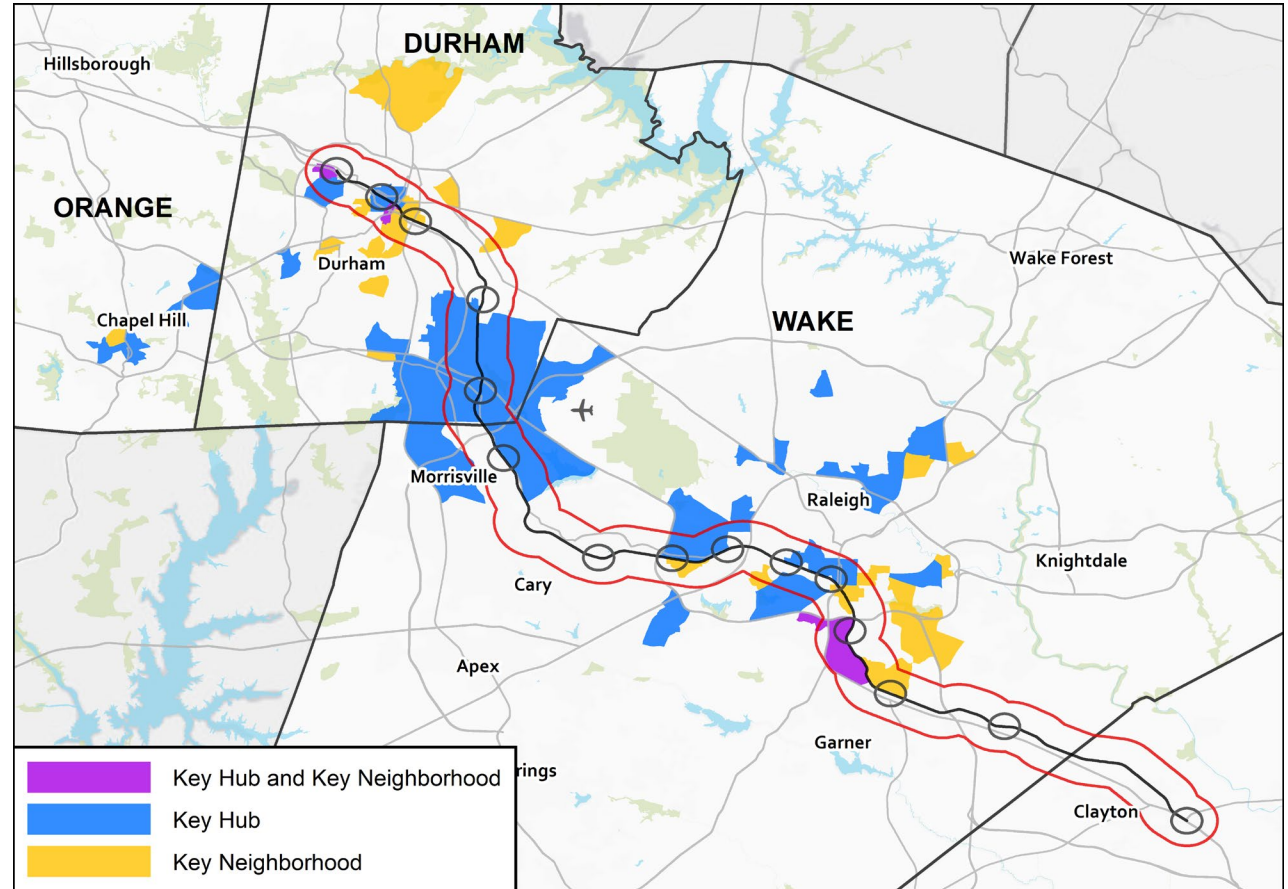 DURHAM
Hillsborough
ORANGE
Wake Forest
Durham
Chapel Hill
WAKE
Morrisville
Raleigh
Knightdale
Cary
Apex
Garner
rings
Clayton
Key Hub and Key Neighborhood
Key Hub
Key Neighborhood